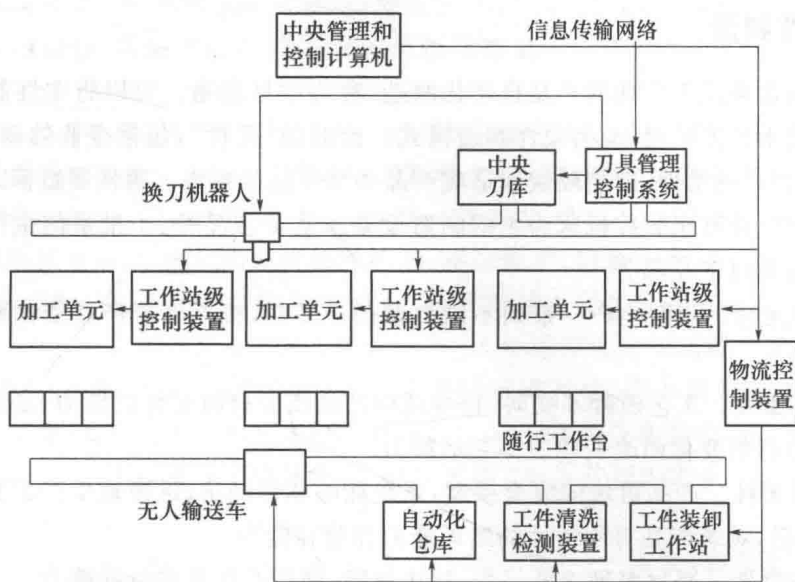 中央管理和
控制计算机
信息传输网络
中央
刀库
刀具管理
控制系统
换刀机器人
加工单元
工作站级
控制装置
加工单元
工作站级
控制装置
加工单元
工作站级
控制装置
物流控
制装置
随行工作台
无人输送车
自动化
仓库
工件清洗
检测装置
工件装卸
工作站